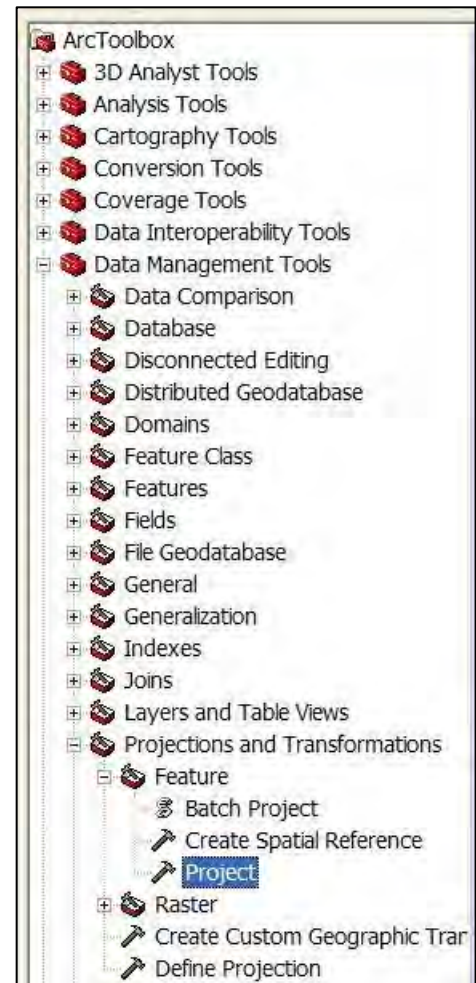 ArcToolbox
3D Analyst Tools
Analysis Tools
Cartography Tools
Conversion Tools
Coverage Tools
Data Interoperability Tools
Data Management Tools
Data Comparison
Database
Disconnected Editing
Distributed Geodatabase
Domains
Feature Class
Features
Fields
File Geodatabase
General
Generalization
Indexes
Joins
Layers and Table Views
Projections and Transformations
Feature
Batch Project
Create Spatial Reference
Project
Raster
Create Custom Geographic Tran
Define Projection